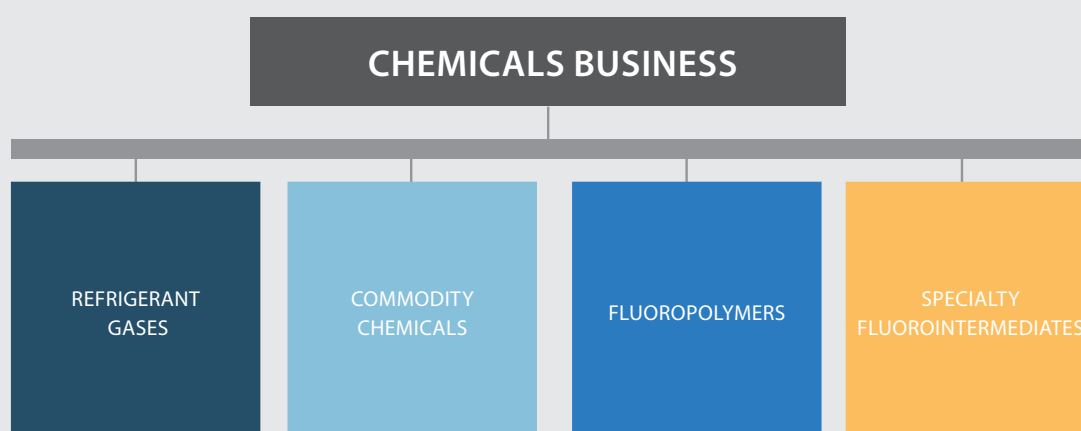 CHEMICALS BUSINESS
REFRIGERANT
GASES
COMMODITY
CHEMICALS
FLUOROPOLYMERS
SPECIALTY
FLUOROINTERMEDIATES